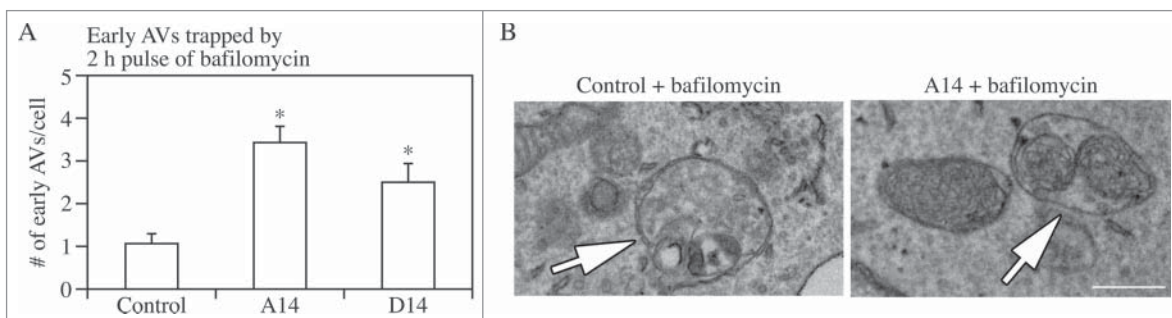 A
Early AVs trapped by
2 h pulse of bafilomycin
# of early AVs/cell
5
4
3
2
1
0
*
*
Control
A14
D14
B
Control + bafilomycin
A14 + bafilomycin